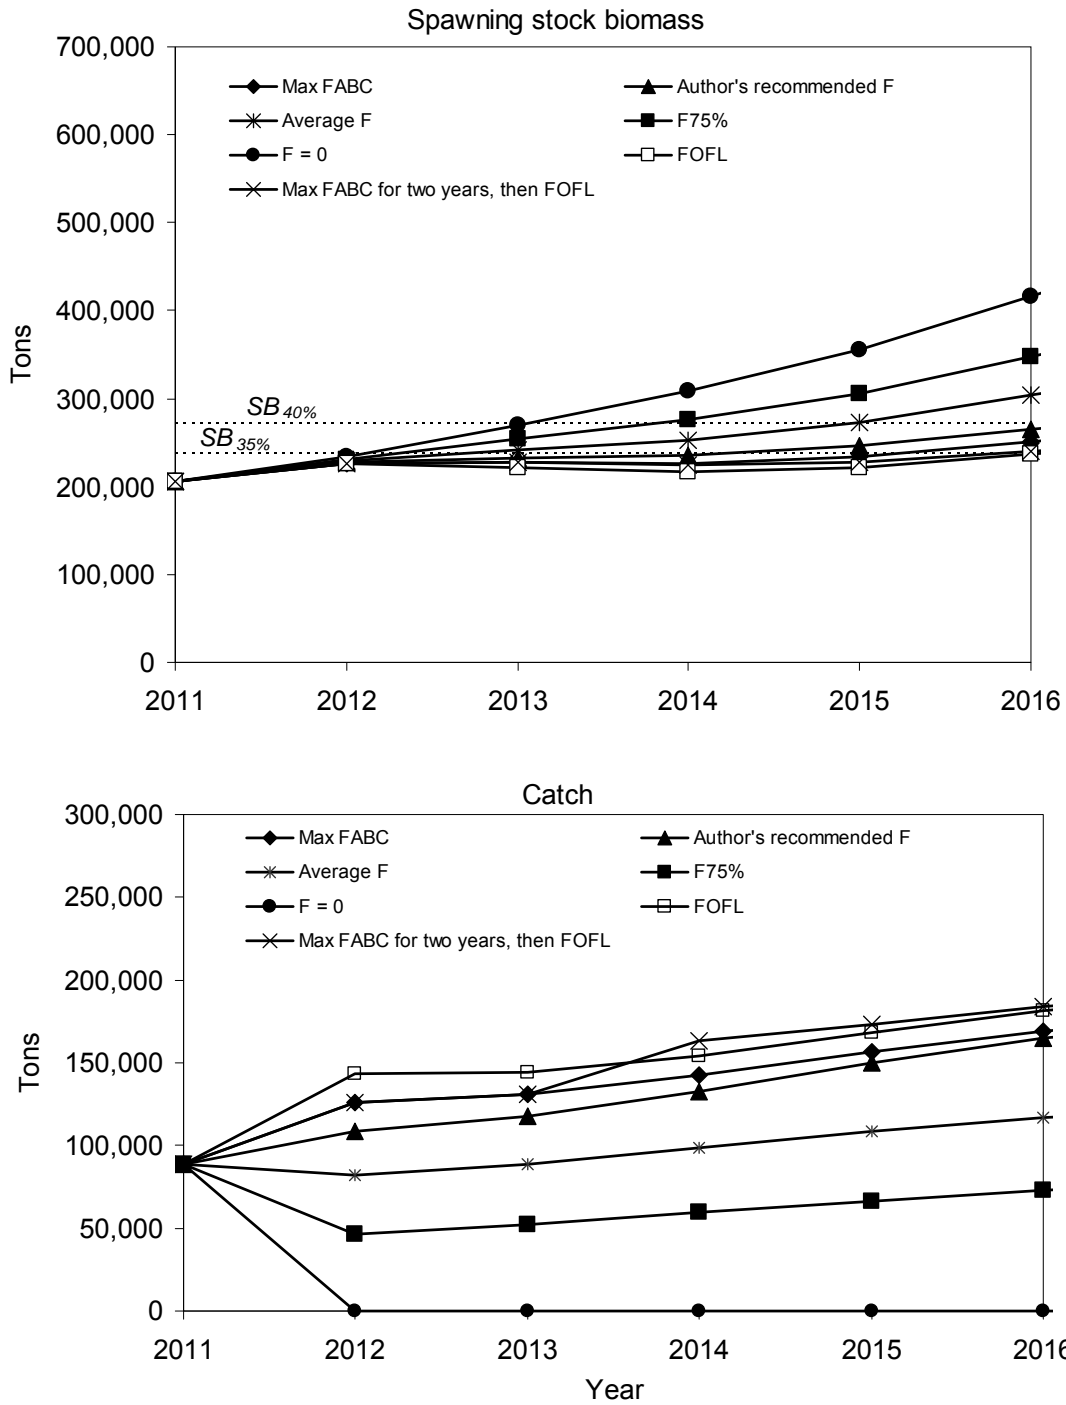 Spawning stock biomass
700,000
Max FABC
Author's recommended F
600,000
Average F
F75%
F = 0
FOFL
Max FABC for two years, then FOFL
500,000
400,000
Tons
300,000
SB40%
SB35%
200,000
100,000
0
2011 2012 2013 2014 2015 2016
Catch
300,000
Max FABC
Author's recommended F
Average F
F75%
250,000
F = 0
FOFL
Max FABC for two years, then FOFL
200,000
Tons
150,000
100,000
50,000
0
2011 2012 2013 2014 2015 2016
Year